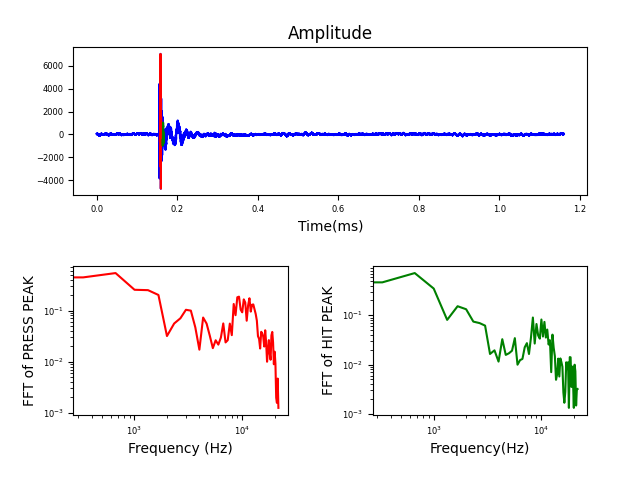 Amplitude
6000
4000
2000
0
−2000
−4000
0.0 0.2 0.4 0.6 0.8 1.0 1.2
Time(ms)
FFT of PRESS PEAK
10⁻¹
10⁻²
10⁻³
10³ 10⁴
Frequency (Hz)
FFT of HIT PEAK
10⁻¹
10⁻²
10⁻³
10³ 10⁴
Frequency(Hz)